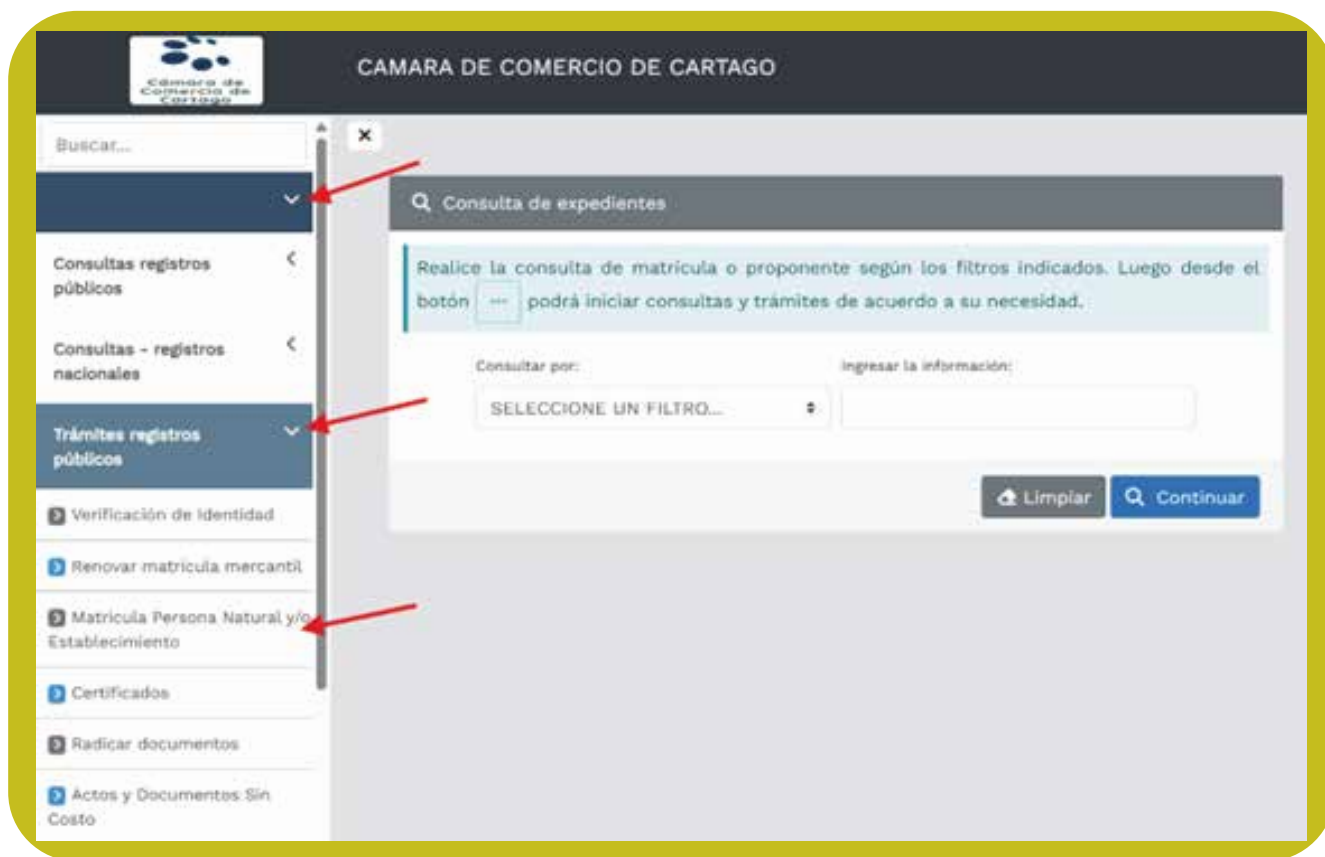 Cámara de
Comercio de
Cartago
CAMARA DE COMERCIO DE CARTAGO
Buscar...
Consultas registros
públicos
Consultas - registros
nacionales
Trámites registros
públicos
Verificación de Identidad
Renovar matrícula mercantil
Matrícula Persona Natural y/o
Establecimiento
Certificados
Radicar documentos
Actos y Documentos Sin
Costo
Consulta de expedientes
Realice la consulta de matrícula o proponente según los filtros indicados. Luego desde el
botón ... podrá iniciar consultas y trámites de acuerdo a su necesidad.
Consultar por:
Ingresar la información:
SELECCIONE UN FILTRO...
Limpiar
Continuar